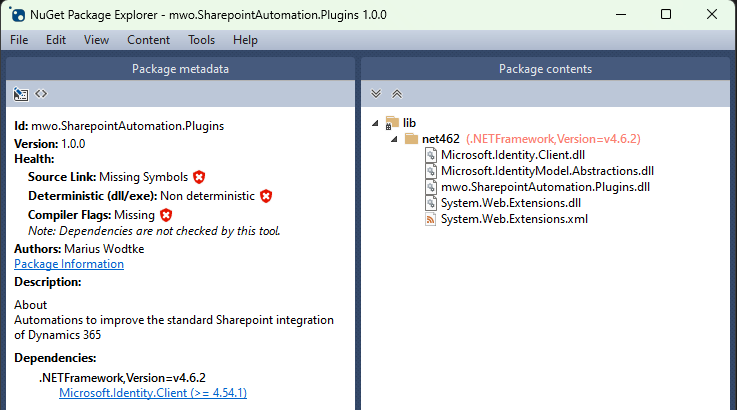 NuGet Package Explorer - mwo.SharepointAutomation.Plugins 1.0.0
File Edit View Content Tools Help
Package metadata
Id: mwo.SharepointAutomation.Plugins
Version: 1.0.0
Health:
Source Link: Missing Symbols
Deterministic (dll/exe): Non deterministic
Compiler Flags: Missing
Note: Dependencies are not checked by this tool.
Authors: Marius Wodtke
Package Information
Description:
About
Automations to improve the standard Sharepoint integration
of Dynamics 365
Dependencies:
.NETFramework,Version=v4.6.2
Microsoft.Identity.Client (>= 4.54.1)
Package contents
lib
net462 (.NETFramework,Version=v4.6.2)
Microsoft.Identity.Client.dll
Microsoft.IdentityModel.Abstractions.dll
mwo.SharepointAutomation.Plugins.dll
System.Web.Extensions.dll
System.Web.Extensions.xml